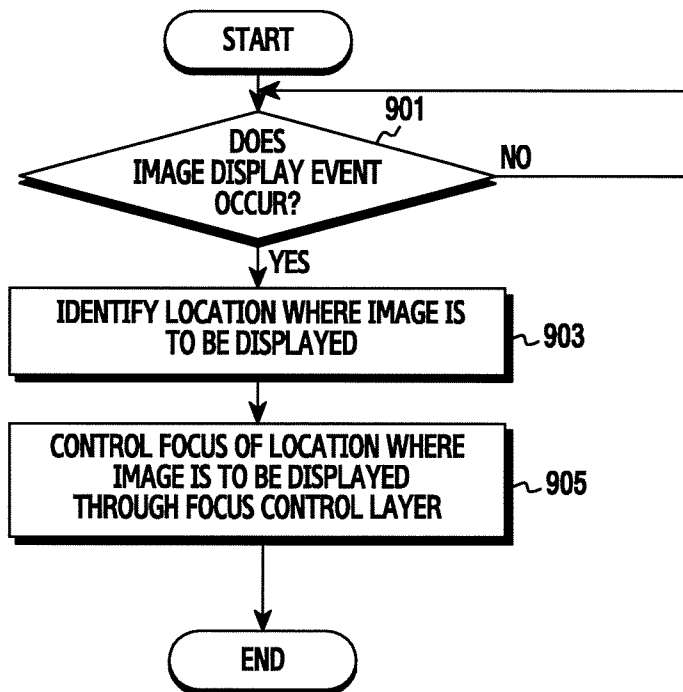 START
901
DOES
IMAGE DISPLAY EVENT
OCCUR?
NO
YES
IDENTIFY LOCATION WHERE IMAGE IS
TO BE DISPLAYED
903
CONTROL FOCUS OF LOCATION WHERE
IMAGE IS TO BE DISPLAYED
THROUGH FOCUS CONTROL LAYER
905
END